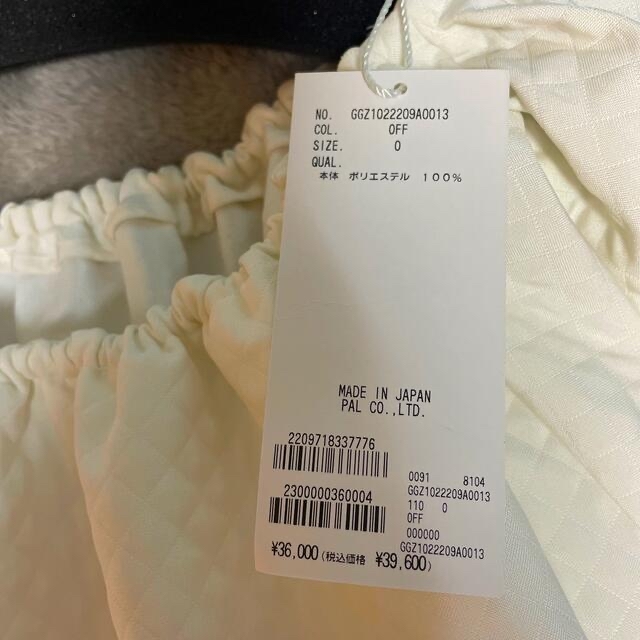 NO. GGZ1022209A0013
COL. OFF
SIZE. 0
QUAL.
本体 ポリエステル 100%
MADE IN JAPAN
PAL CO.,LTD.
2209718337776
2300000360004
0091 8104
GGZ1022209A0013
110 0
OFF
000000
GGZ1022209A0013
¥36,000(税込価格 ¥39,600)